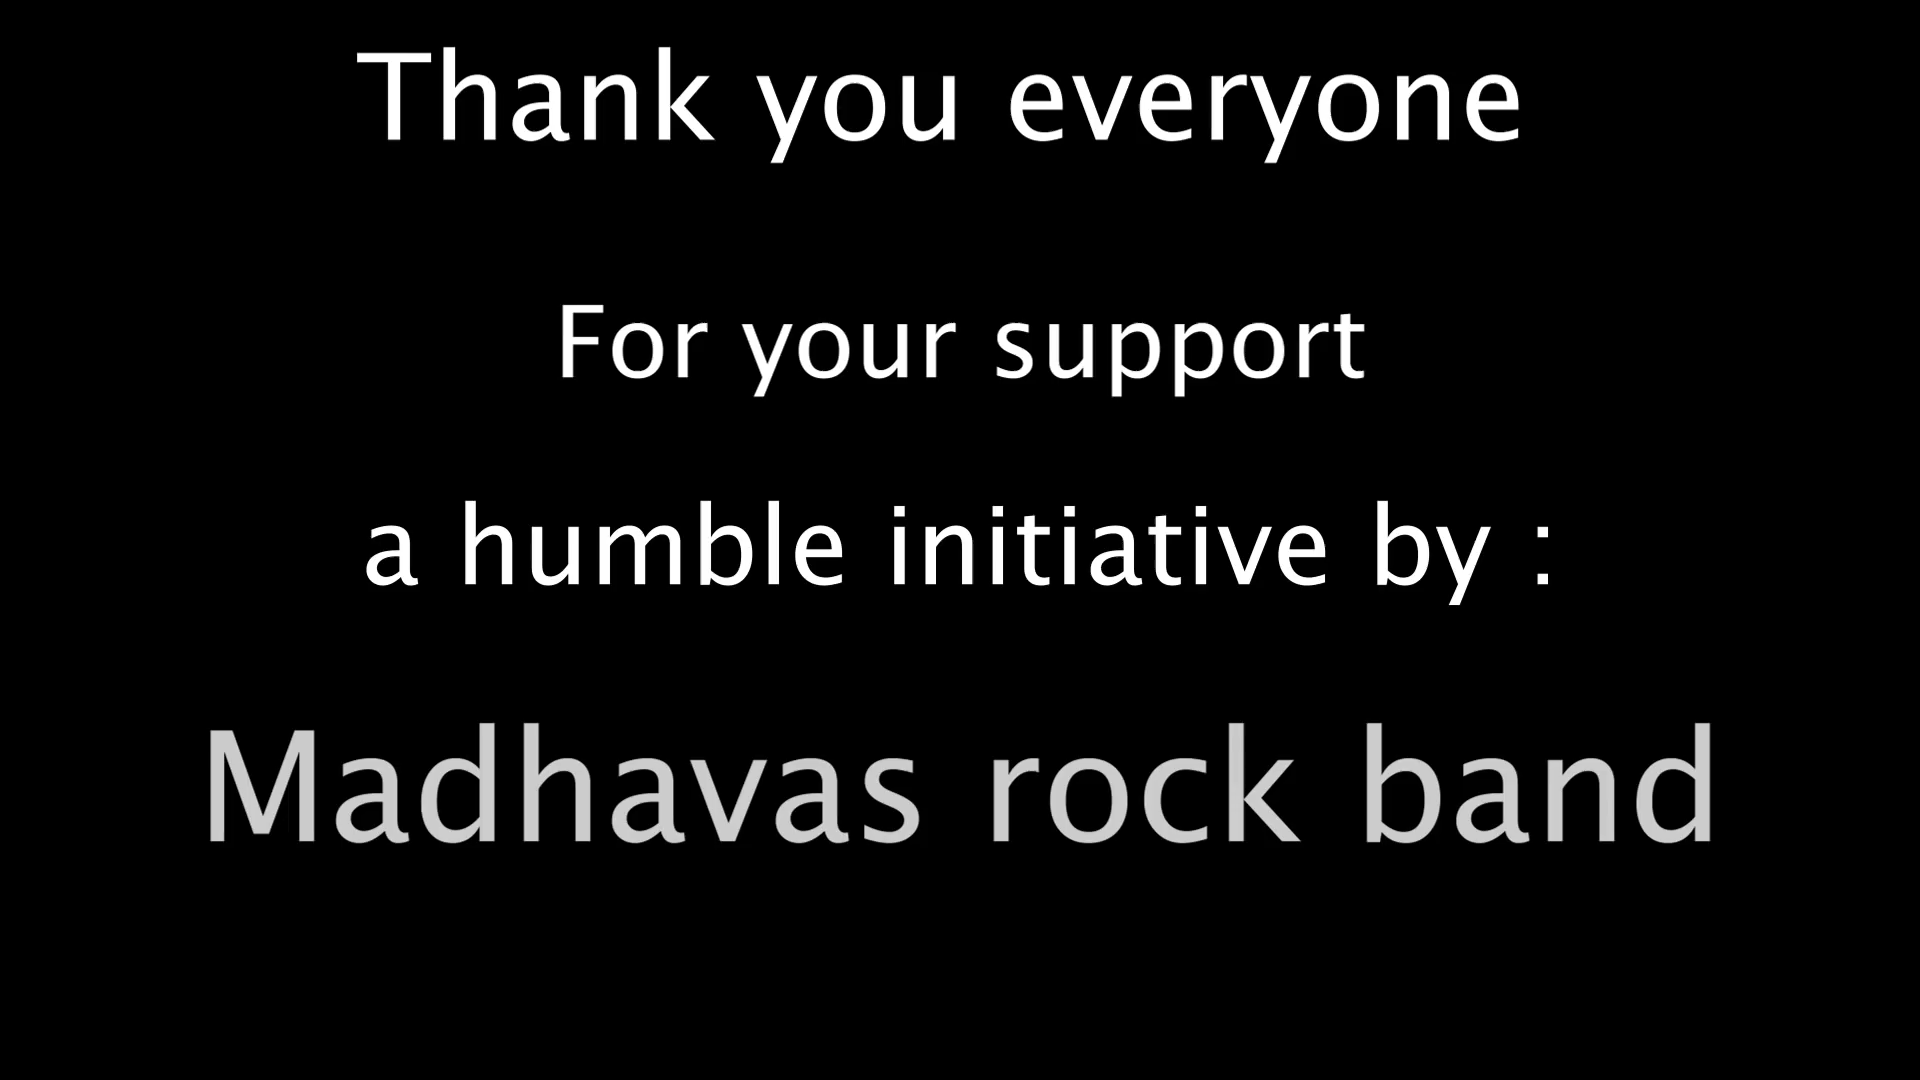 Thank you everyone
For your support
a humble initiative by :
Madhavas rock band